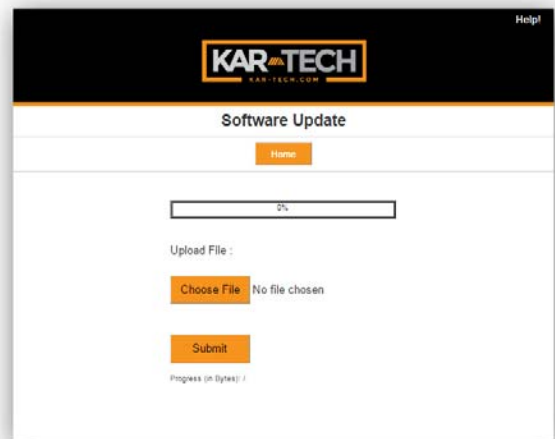 Help!
KAR TECH
KAR-TECH.COM
Software Update
Home
0%
Upload File :
Choose File No file chosen
Submit
Progress (in Bytes): /